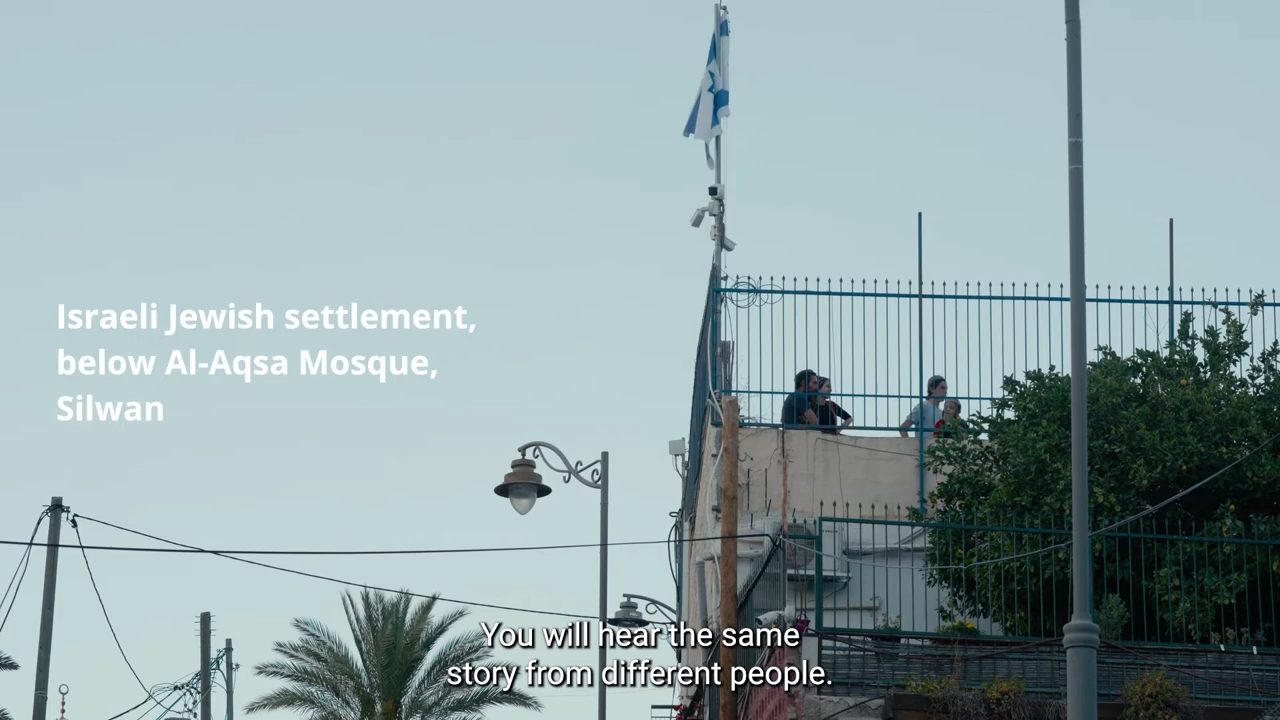 Israeli Jewish settlement,
below Al-Aqsa Mosque,
Silwan
You will hear the same
story from different people.